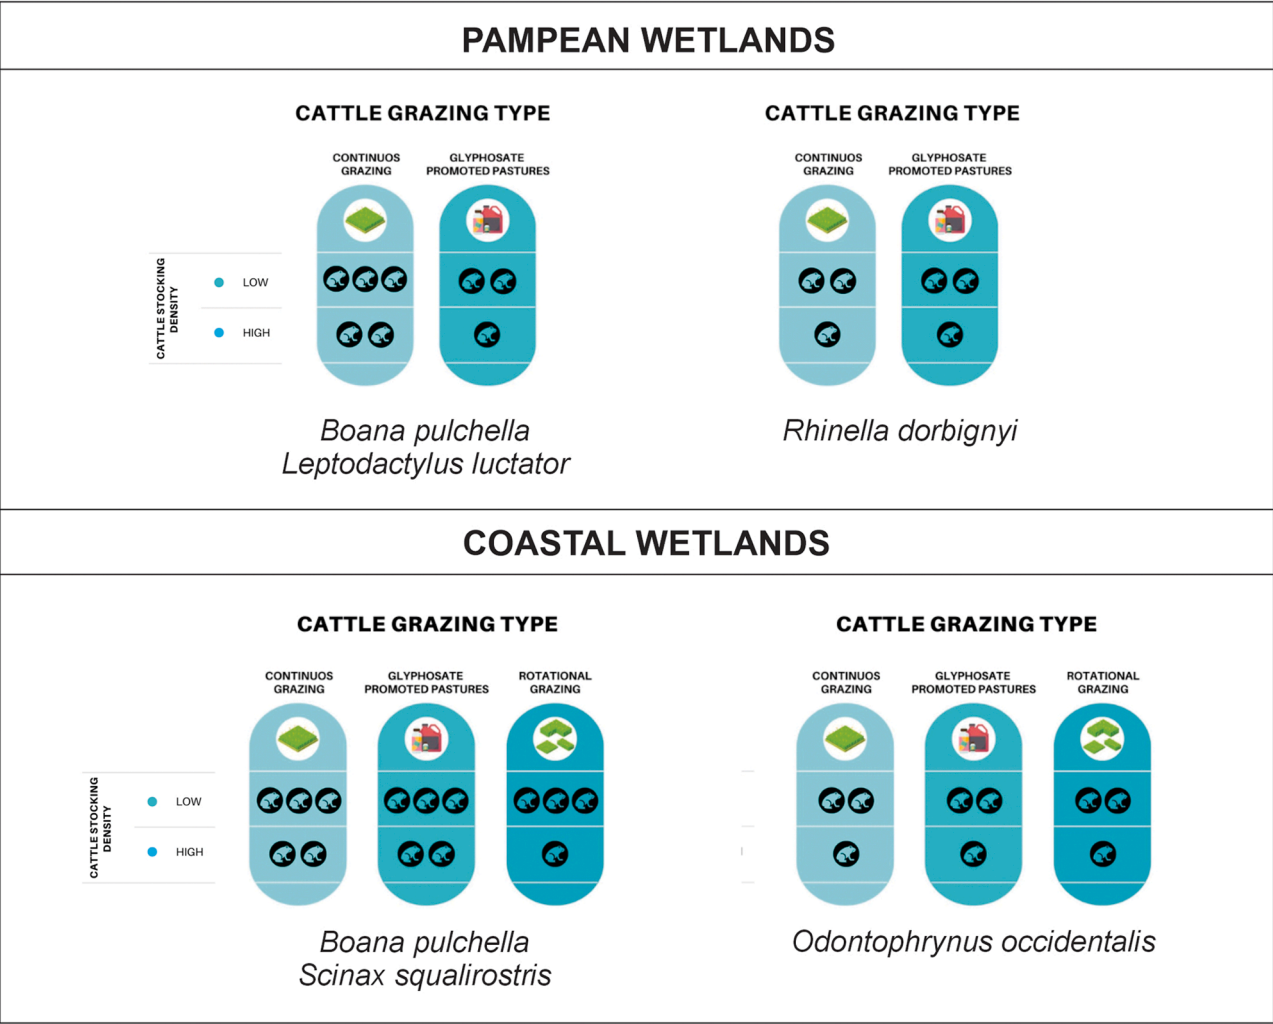 PAMPEAN WETLANDS
CATTLE GRAZING TYPE
CONTINUOS
GRAZING
GLYPHOSATE
PROMOTED PASTURES
CATTLE STOCKING
DENSITY
LOW
HIGH
Boana pulchella
Leptodactylus luctator
CATTLE GRAZING TYPE
CONTINUOS
GRAZING
GLYPHOSATE
PROMOTED PASTURES
Rhinella dorbignyi
COASTAL WETLANDS
CATTLE GRAZING TYPE
CONTINUOS
GRAZING
GLYPHOSATE
PROMOTED PASTURES
ROTATIONAL
GRAZING
CATTLE STOCKING
DENSITY
LOW
HIGH
Boana pulchella
Scinax squalirostris
CATTLE GRAZING TYPE
CONTINUOS
GRAZING
GLYPHOSATE
PROMOTED PASTURES
ROTATIONAL
GRAZING
Odontophrynus occidentalis